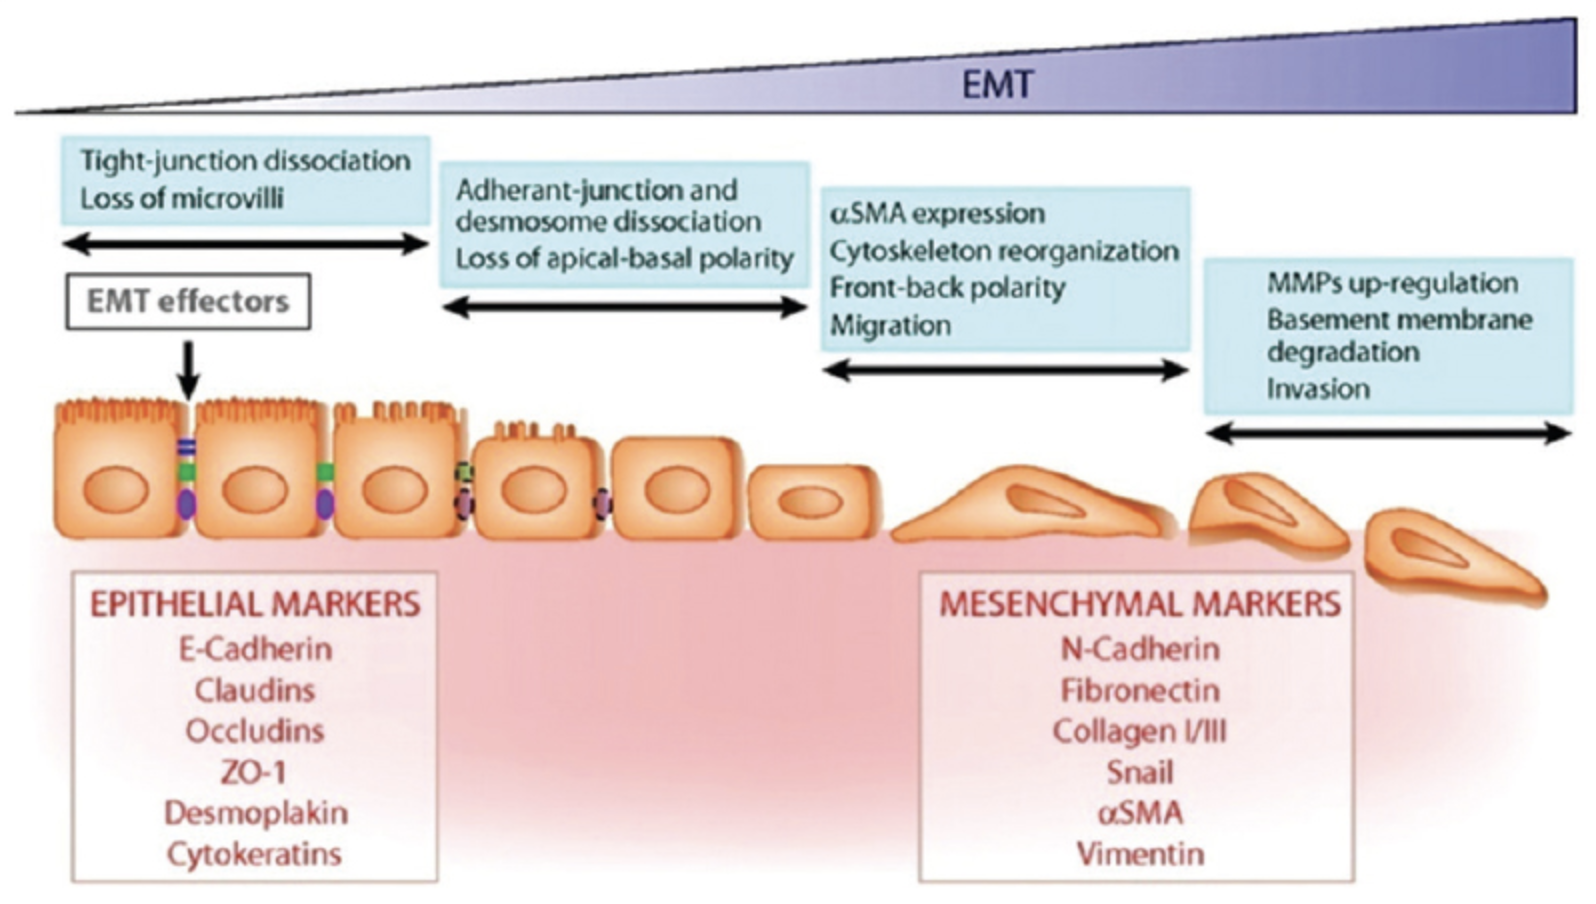 EMT
Tight-junction dissociation
Loss of microvilli
Adherant-junction and
desmosome dissociation
Loss of apical-basal polarity
αSMA expression
Cytoskeleton reorganization
Front-back polarity
Migration
MMPs up-regulation
Basement membrane
degradation
Invasion
EMT effectors
EPITHELIAL MARKERS
E-Cadherin
Claudins
Occludins
ZO-1
Desmoplakin
Cytokeratins
MESENCHYMAL MARKERS
N-Cadherin
Fibronectin
Collagen I/III
Snail
αSMA
Vimentin